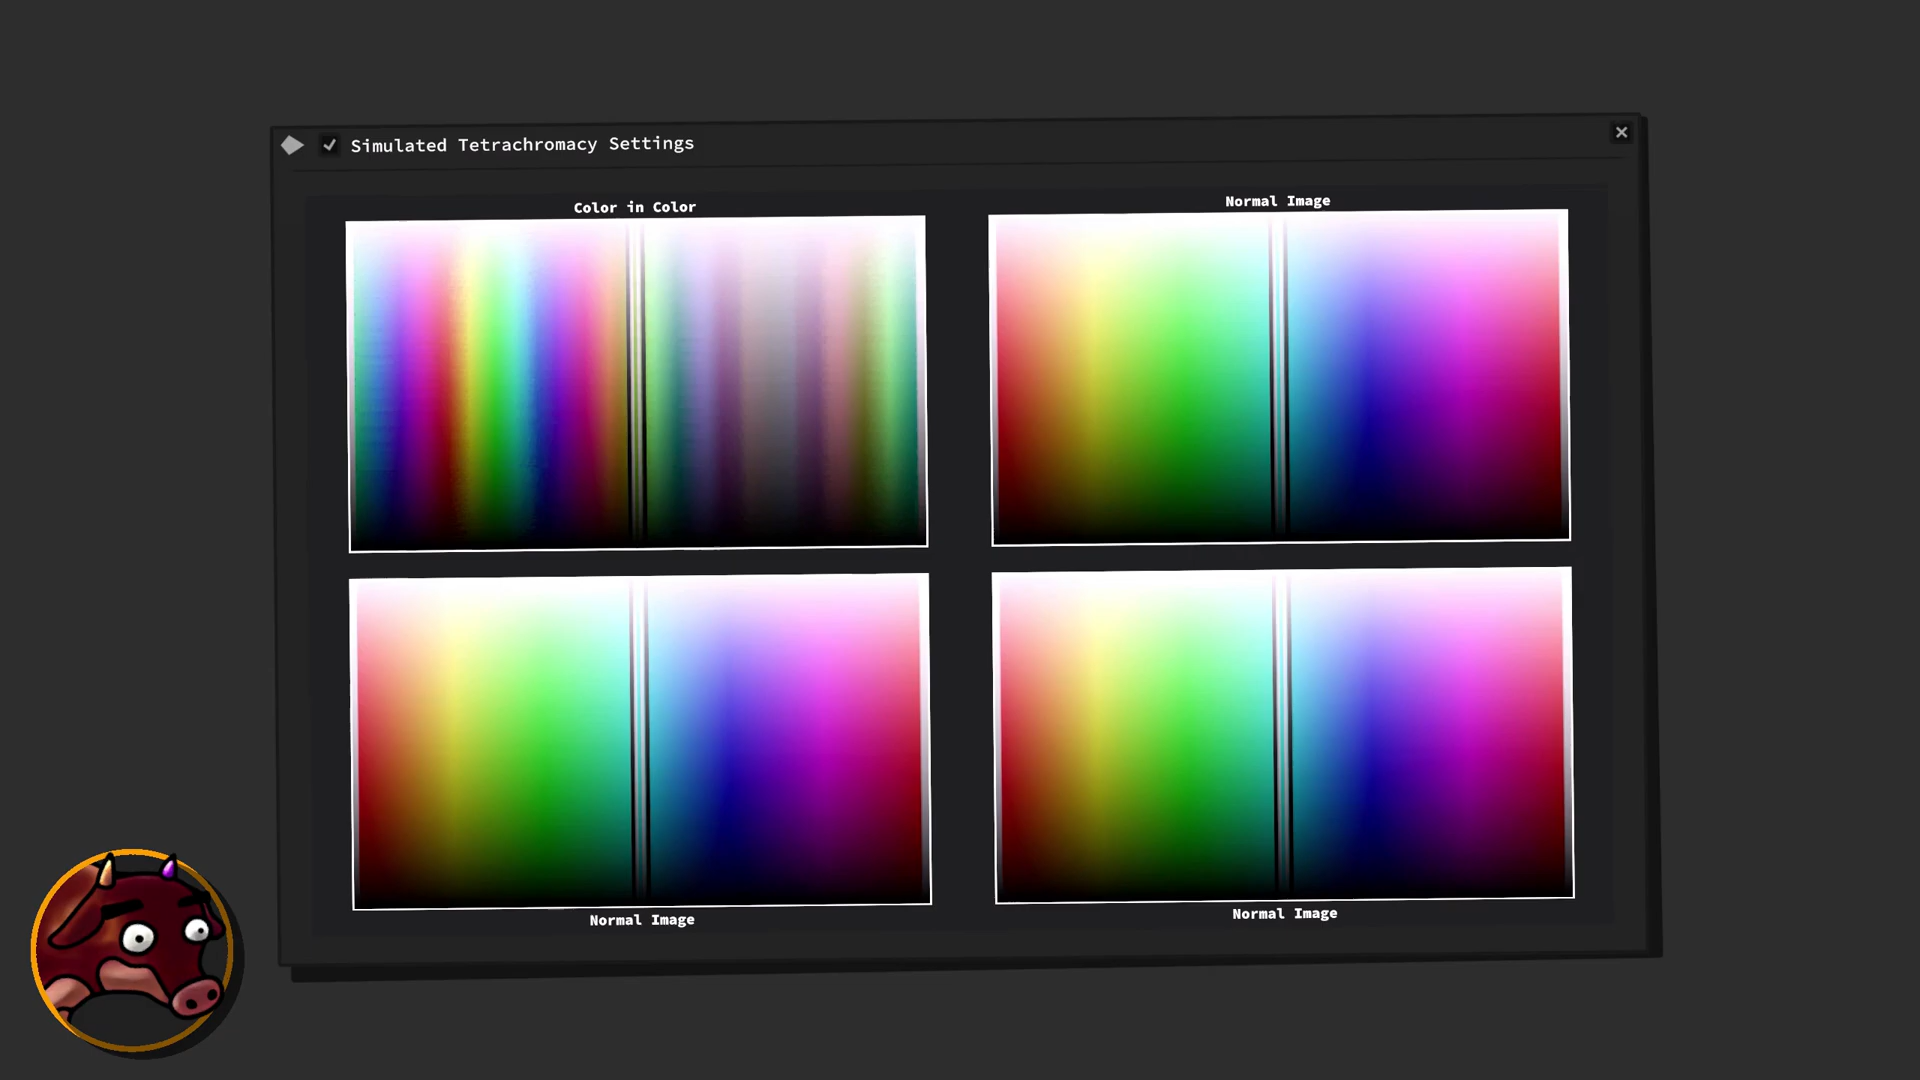 Simulated Tetrachromacy Settings
Color in Color
Normal Image
Normal Image
Normal Image